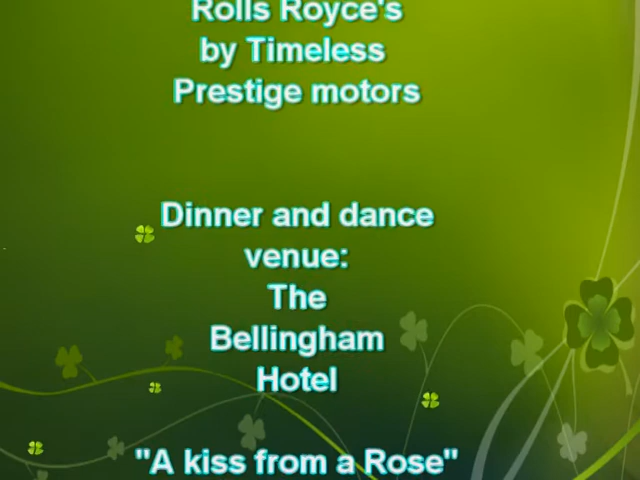 Rolls Royce's
by Timeless
Prestige motors
Dinner and dance
venue:
The
Bellingham
Hotel
"A kiss from a Rose"